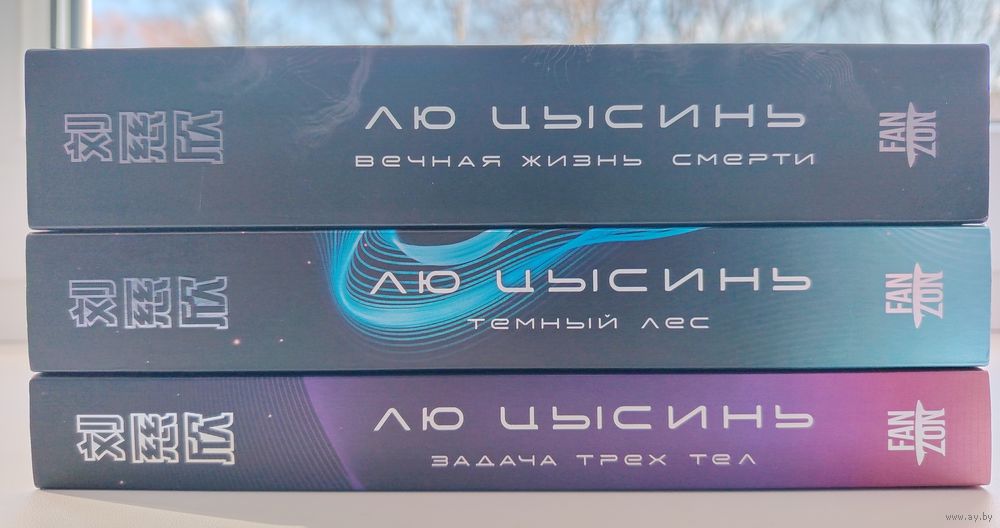 刘慈欣
ЛЮ ЦЫСИНЬ
ВЕЧНАЯ ЖИЗНЬ СМЕРТИ
FAN
ZON
刘慈欣
ЛЮ ЦЫСИНЬ
ТЕМНЫЙ ЛЕС
FAN
ZON
刘慈欣
ЛЮ ЦЫСИНЬ
ЗАДАЧА ТРЕХ ТЕЛ
FAN
ZON
www.ay.by